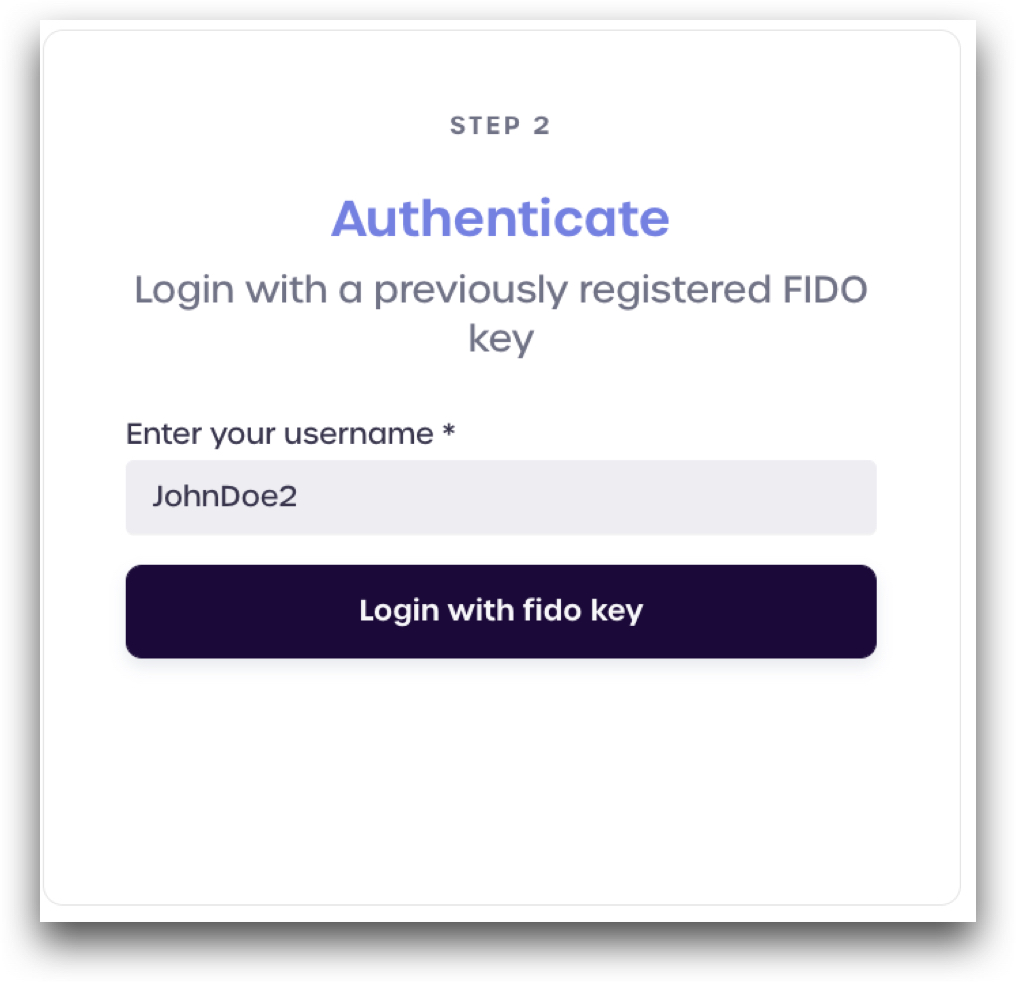 STEP 2
Authenticate
Login with a previously registered FIDO
key
Enter your username *
JohnDoe2
Login with fido key